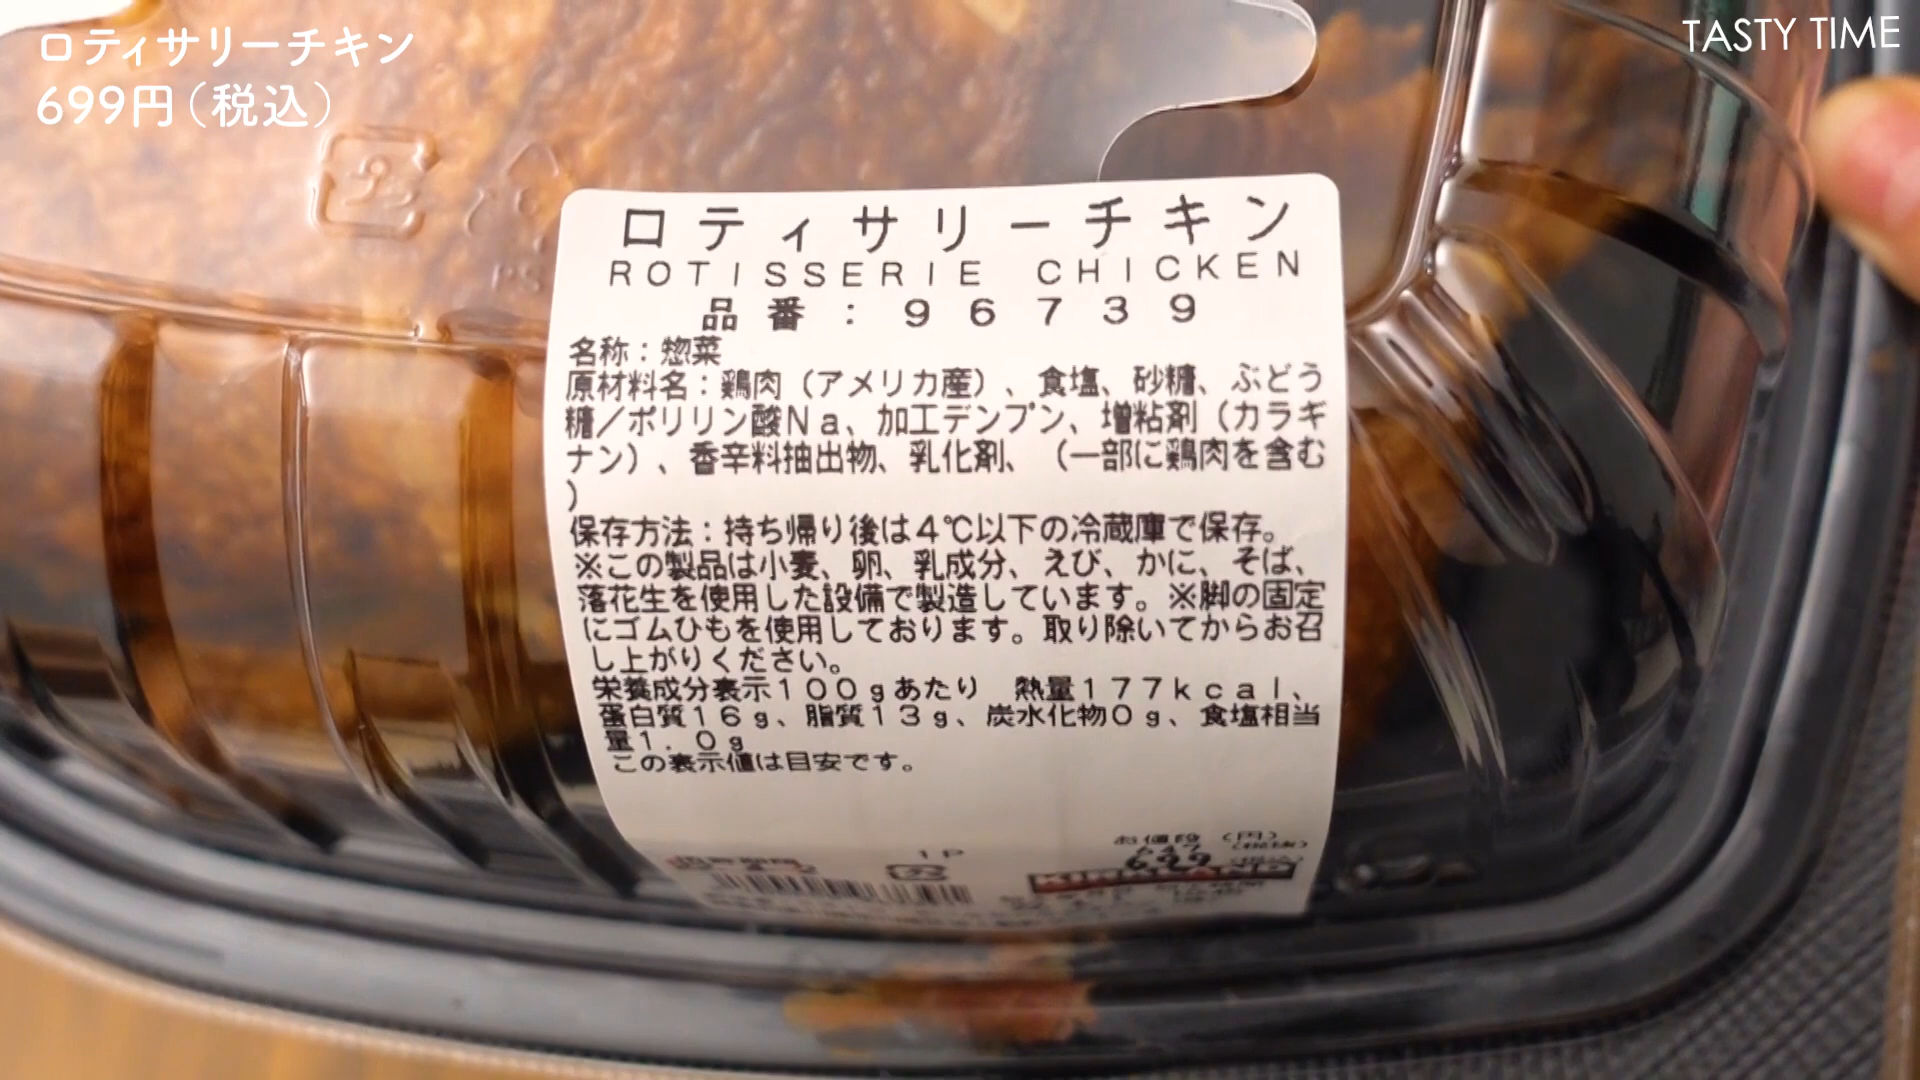 ロティサリーチキン
699円(税込)
TASTY TIME
ロティサリーチキン
ROTISSERIE CHICKEN
品番:96739
名称:惣菜
原材料名:鶏肉(アメリカ産)、食塩、砂糖、ぶどう
糖/ポリリン酸Na、加工デンプン、増粘剤(カラギ
ナン)、香辛料抽出物、乳化剤、(一部に鶏肉を含む
)
保存方法:持ち帰り後は4℃以下の冷蔵庫で保存。
※この製品は小麦、卵、乳成分、えび、かに、そば、
落花生を使用した設備で製造しています。※脚の固定
にゴムひもを使用しております。取り除いてからお召
し上がりください。
栄養成分表示100gあたり 熱量177kcal、
蛋白質16g、脂質13g、炭水化物0g、食塩相当
量1.0g
この表示値は目安です。
お値段(円)
1P
699
KIRKLAND